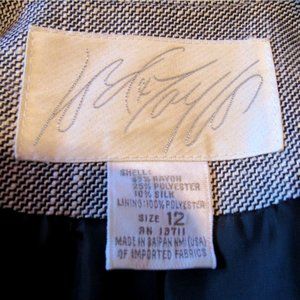 SHELL:
65% RAYON
25% POLYESTER
10% SILK
LINING: 100% POLYESTER
SIZE 12
RN 13711
MADE IN SAIPAN NMI (USA)
OF IMPORTED FABRICS